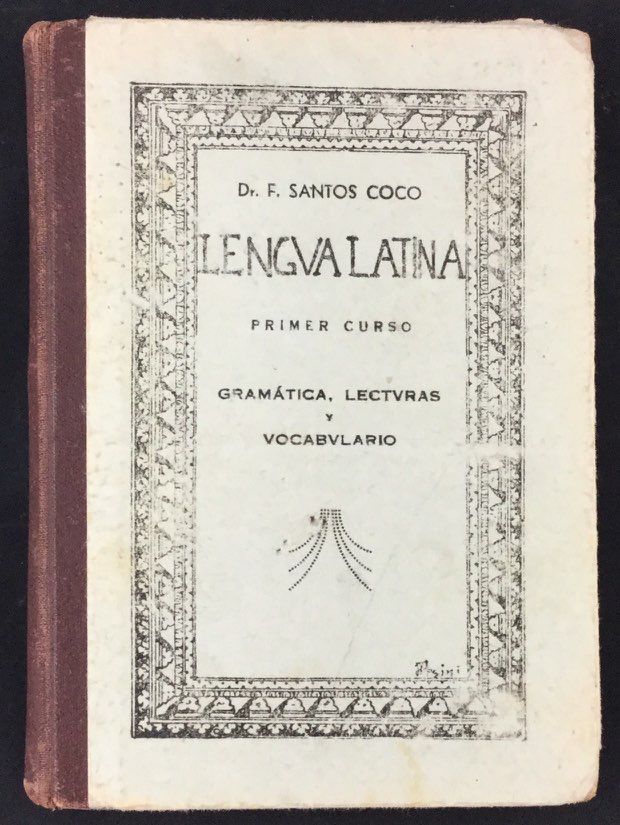 Dr. F. SANTOS COCO
LENGVA LATINA
PRIMER CURSO
GRAMÁTICA, LECTVRAS
Y
VOCABVLARIO